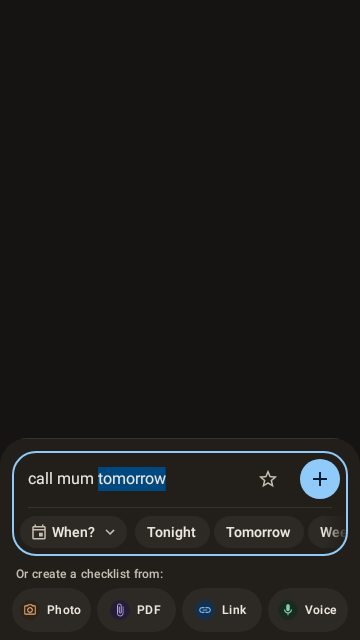 call mum tomorrow
When? Tonight Tomorrow
Or create a checklist from:
Photo PDF Link Voice